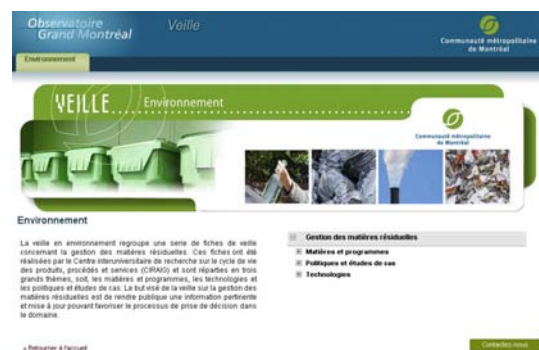 Observatoire
Grand Montréal
Veille
Communauté métropolitaine
de Montréal
Environnement
VEILLE... Environnement
Communauté métropolitaine
de Montréal
Environnement
La veille en environnement regroupe une serie de fiches de veille
concernant la gestion des matières résiduelles. Ces fiches ont été
réalisées par le Centre interuniversitaire de recherche sur le cycle de vie
des produits, procédés et services (CIRAIG) et sont réparties en trois
grands thèmes, soit, les matières et programmes, les technologies et
les politiques et études de cas. Le but visé de la veille sur la gestion des
matières résiduelles est de rendre publique une information pertinente
et mise à jour pouvant favoriser le processus de prise de décision dans
le domaine.
Gestion des matières résiduelles
Matières et programmes
Politiques et études de cas
Technologies
« Retourner à l'accueil
Contactez-nous